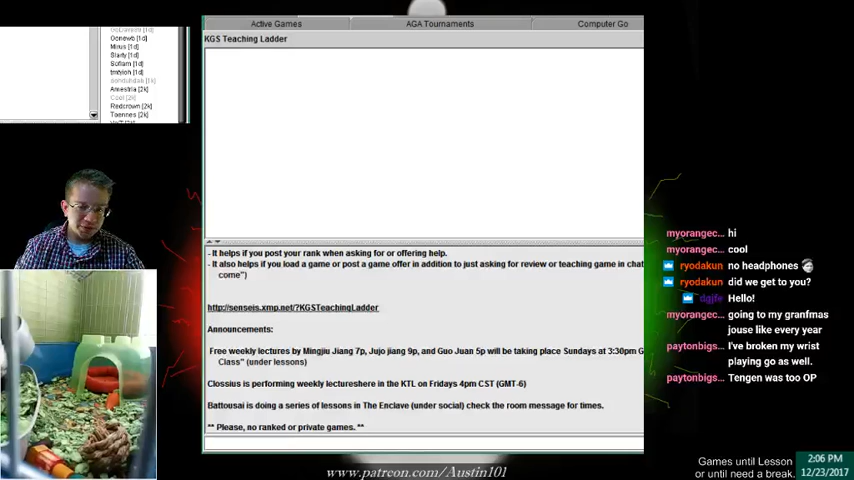 Active Games
AGA Tournaments
Computer Go
KGS Teaching Ladder
Oonewb [1d]
Mirus [1d]
Slarty [1d]
Sofiam [1d]
tmtyloh [1d]
Amestria [2k]
Cool [2k]
Redcrown [2k]
Toennes [2k]
- It helps if you post your rank when asking for or offering help.
- It also helps if you load a game or post a game offer in addition to just asking for review or teaching game in chat
come")
http://senseis.xmp.net/?KGSTeachingLadder
Announcements:
Free weekly lectures by Mingjiu Jiang 7p, Jujo jiang 9p, and Guo Juan 5p will be taking place Sundays at 3:30pm G
Class" (under lessons)
Clossius is performing weekly lectureshere in the KTL on Fridays 4pm CST (GMT-6)
Battousai is doing a series of lessons in The Enclave (under social) check the room message for times.
** Please, no ranked or private games. **
myorangec... hi
myorangec... cool
ryodakun no headphones
ryodakun did we get to you?
dgjfe Hello!
myorangec... going to my granfmas
jouse like every year
paytonbigs... I've broken my wrist
playing go as well.
paytonbigs... Tengen was too OP
Games until Lesson
or until need a break.
2:06 PM
12/23/2017
www.patreon.com/Austin101